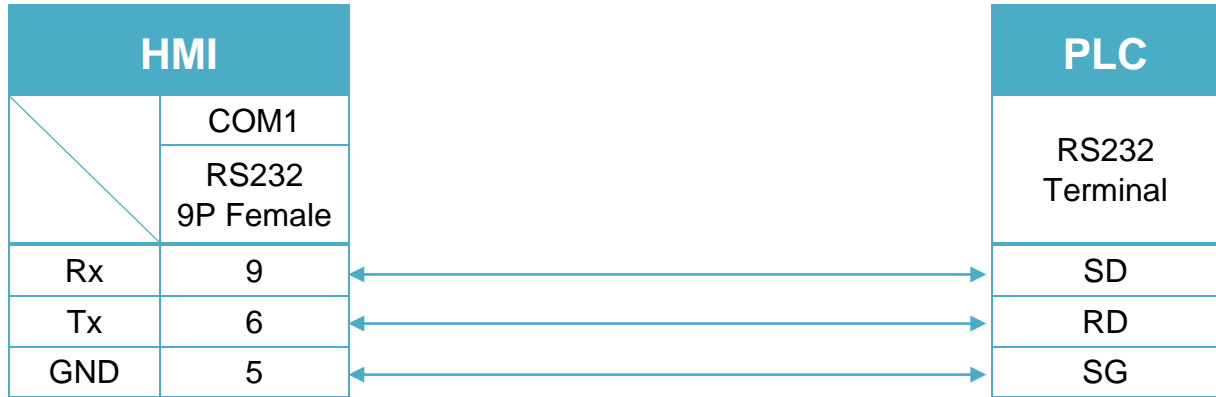 HMI
PLC
COM1
RS232
9P Female
RS232
Terminal
Rx 9 SD
Tx 6 RD
GND 5 SG